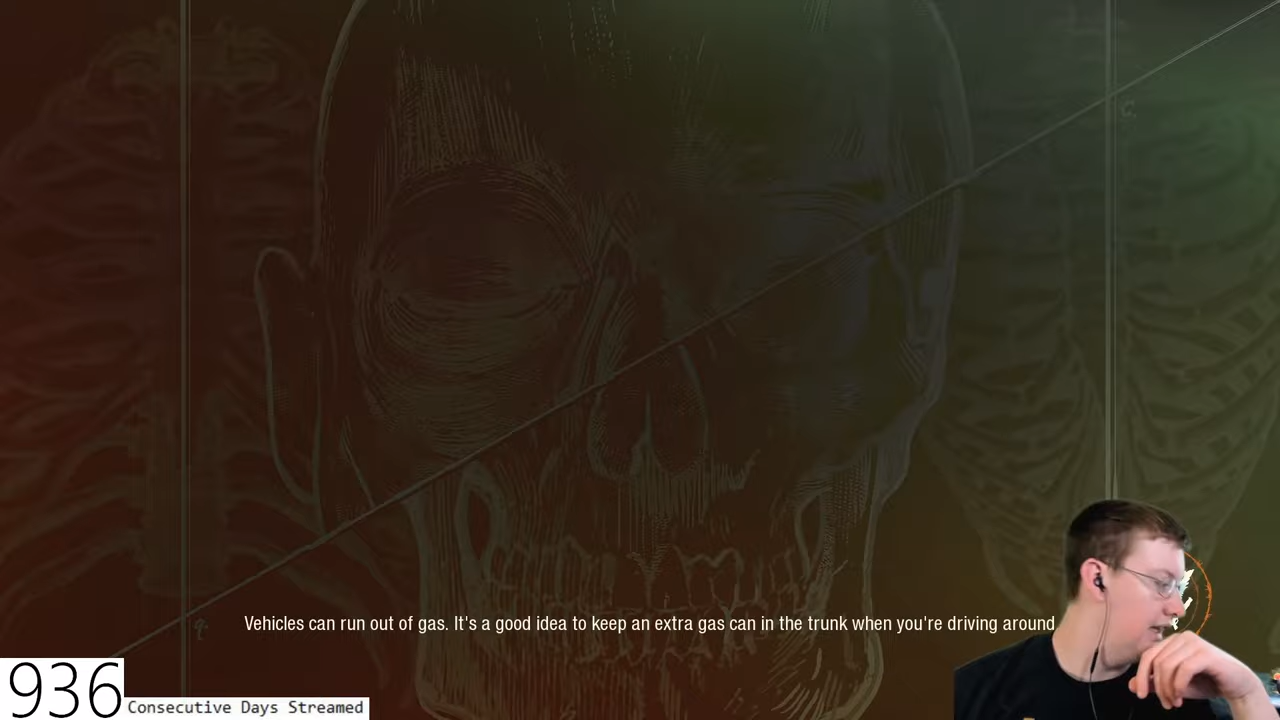 Vehicles can run out of gas. It's a good idea to keep an extra gas can in the trunk when you're driving around
936
Consecutive Days Streamed